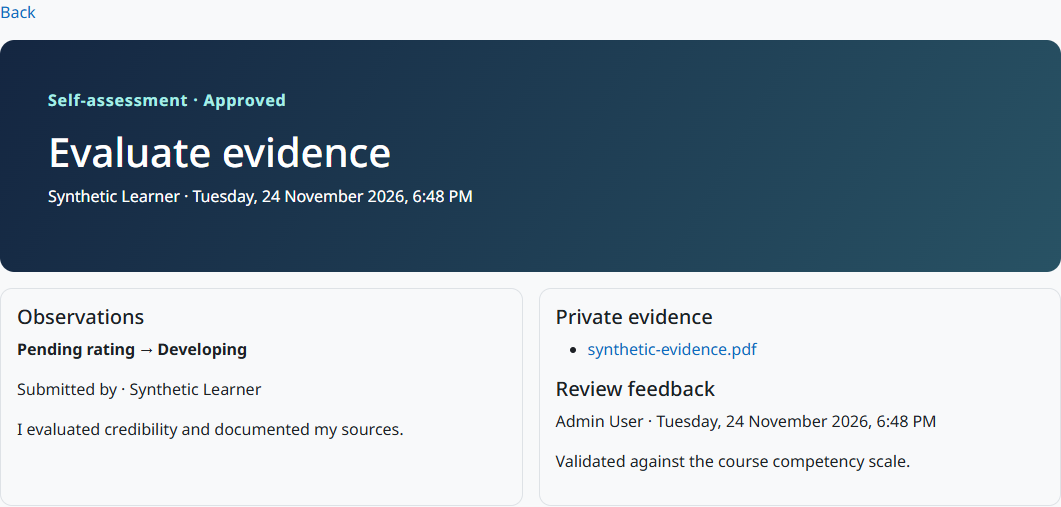 Back
Self-assessment · Approved
Evaluate evidence
Synthetic Learner · Tuesday, 24 November 2026, 6:48 PM
Observations
Pending rating → Developing
Submitted by · Synthetic Learner
I evaluated credibility and documented my sources.
Private evidence
• synthetic-evidence.pdf
Review feedback
Admin User · Tuesday, 24 November 2026, 6:48 PM
Validated against the course competency scale.